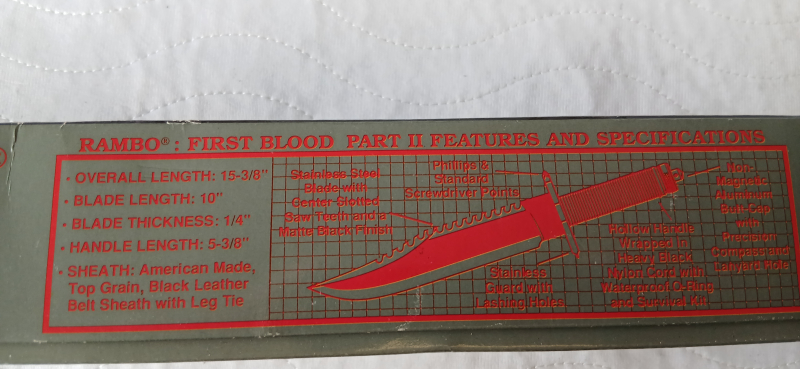 RAMBO® : FIRST BLOOD PART II FEATURES AND SPECIFICATIONS
• OVERALL LENGTH: 15-3/8"
• BLADE LENGTH: 10"
• BLADE THICKNESS: 1/4"
• HANDLE LENGTH: 5-3/8"
• SHEATH: American Made,
Top Grain, Black Leather
Belt Sheath with Leg Tie
Stainless Steel
Blade with
Center Slotted
Saw Teeth and a
Matte Black Finish
Phillips &
Standard
Screwdriver Points
Stainless
Guard with
Lashing Holes
Hollow Handle
Wrapped in
Heavy Black
Nylon Cord with
Waterproof O-Ring
and Survival Kit
Non-
Magnetic
Aluminum
Butt-Cap
with
Precision
Compass and
Lanyard Hole